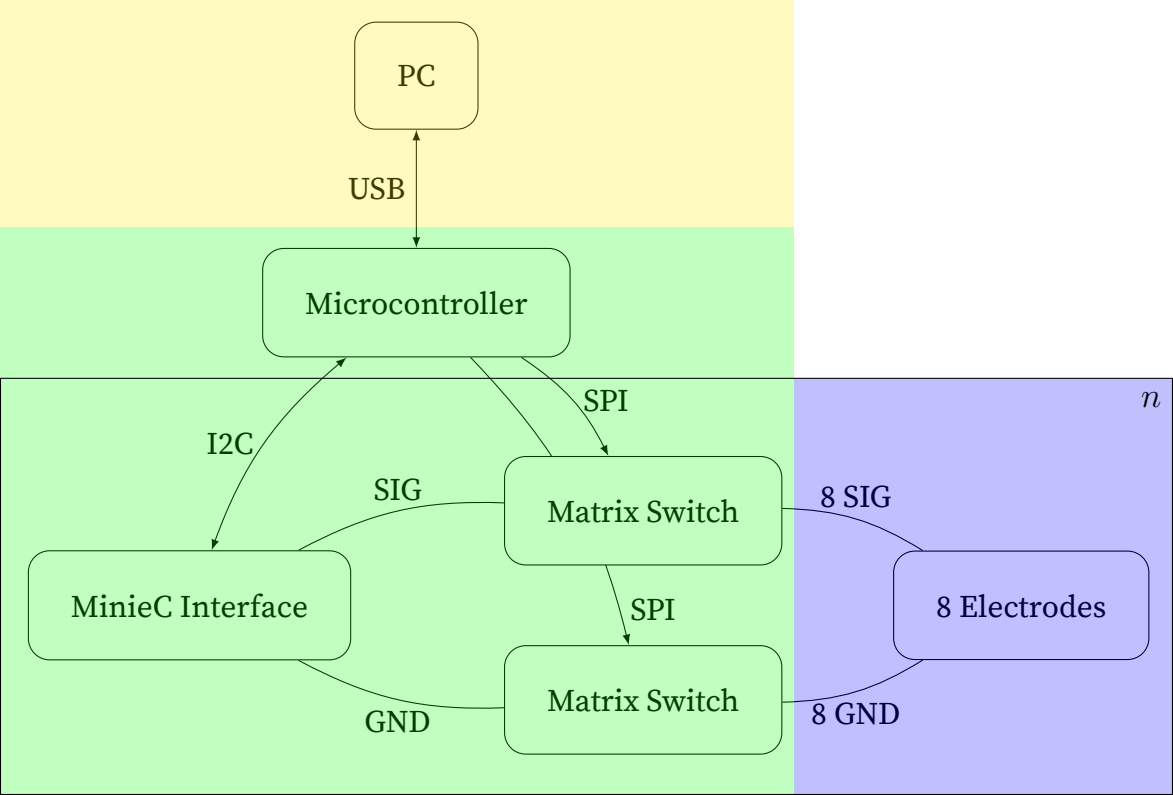 PC
USB
Microcontroller
n
SPI
I2C
SIG
8 SIG
Matrix Switch
MinieC Interface
SPI
8 Electrodes
Matrix Switch
GND
8 GND